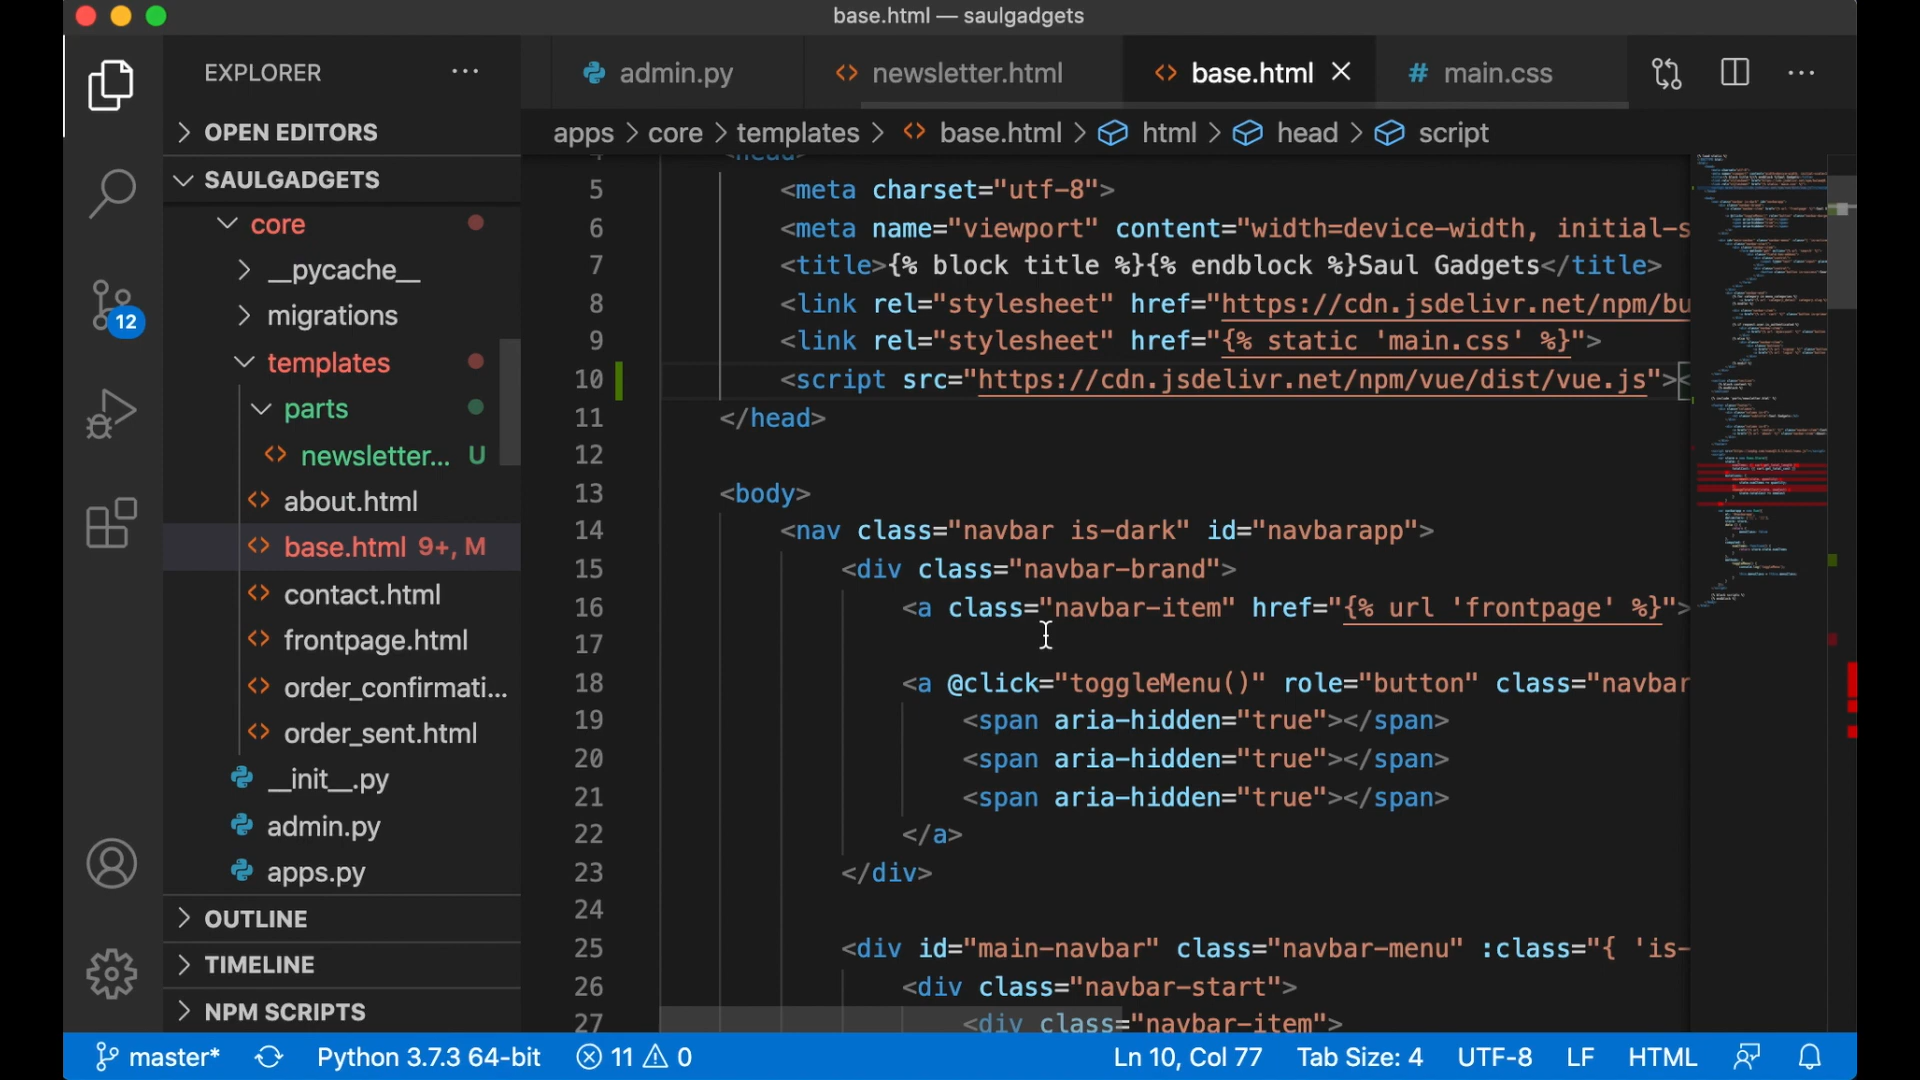 base.html — saulgadgets
EXPLORER
admin.py
newsletter.html
base.html
# main.css
OPEN EDITORS
apps > core > templates > base.html > html > head > script
SAULGADGETS
core
__pycache__
migrations
templates
parts
newsletter... U
about.html
base.html 9+, M
contact.html
frontpage.html
order_confirmati...
order_sent.html
__init__.py
admin.py
apps.py
OUTLINE
TIMELINE
NPM SCRIPTS
12
<head>
5 <meta charset="utf-8">
6 <meta name="viewport" content="width=device-width, initial-s
7 <title>{% block title %}{% endblock %}Saul Gadgets</title>
8 <link rel="stylesheet" href="https://cdn.jsdelivr.net/npm/bu
9 <link rel="stylesheet" href="{% static 'main.css' %}">
10 <script src="https://cdn.jsdelivr.net/npm/vue/dist/vue.js"><
11 </head>
12
13 <body>
14 <nav class="navbar is-dark" id="navbarapp">
15 <div class="navbar-brand">
16 <a class="navbar-item" href="{% url 'frontpage' %}">
17
18 <a @click="toggleMenu()" role="button" class="navbar
19 <span aria-hidden="true"></span>
20 <span aria-hidden="true"></span>
21 <span aria-hidden="true"></span>
22 </a>
23 </div>
24
25 <div id="main-navbar" class="navbar-menu" :class="{ 'is-
26 <div class="navbar-start">
27 <div class="navbar-item">
master* Python 3.7.3 64-bit 11 0 Ln 10, Col 77 Tab Size: 4 UTF-8 LF HTML